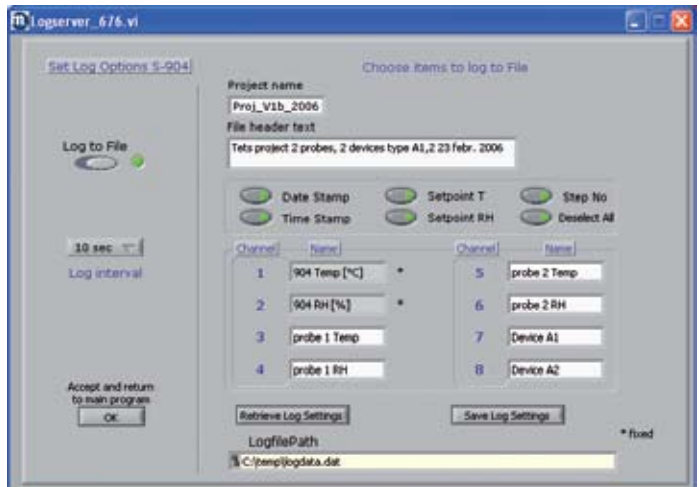 Logserver_676.vi
Set Log Options S-904
Choose items to log to File
Project name
Proj_V1b_2006
File header text
Tets project 2 probes, 2 devices type A1,2 23 febr. 2006
Log to File
Date Stamp Setpoint T Step No
Time Stamp Setpoint RH Deselect All
10 sec
Log interval
Channel Name Channel Name
1 904 Temp [°C] * 5 probe 2 Temp
2 904 RH [%] * 6 probe 2 RH
3 probe 1 Temp 7 Device A1
4 probe 1 RH 8 Device A2
Accept and return
to main program
OK
Retrieve Log Settings Save Log Settings
* fixed
LogfilePath
C:\temp\logdata.dat